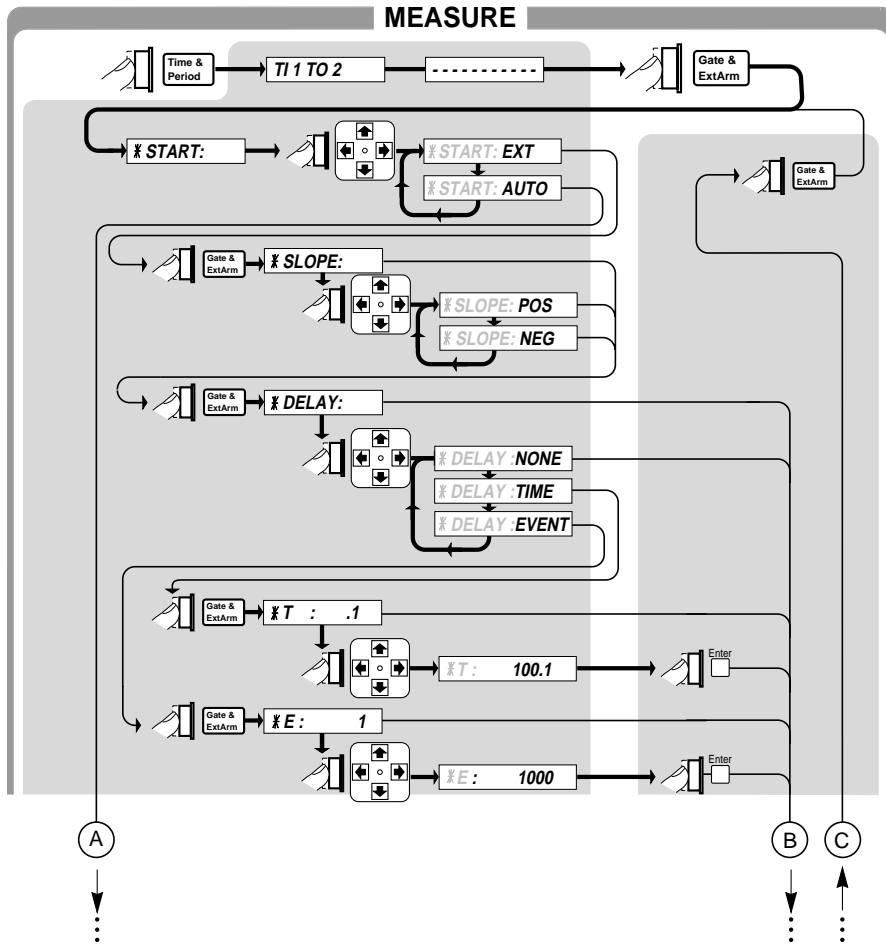 MEASURE
Time &
Period
TI 1 TO 2
- - - - - - - - - - -
Gate &
ExtArm
* START:
* START: EXT
* START: AUTO
Gate &
ExtArm
Gate &
ExtArm
* SLOPE:
* SLOPE: POS
* SLOPE: NEG
Gate &
ExtArm
* DELAY:
* DELAY :NONE
* DELAY :TIME
* DELAY :EVENT
Gate &
ExtArm
* T : .1
* T : 100.1
Enter
Gate &
ExtArm
* E : 1
* E : 1000
Enter
A
B
C